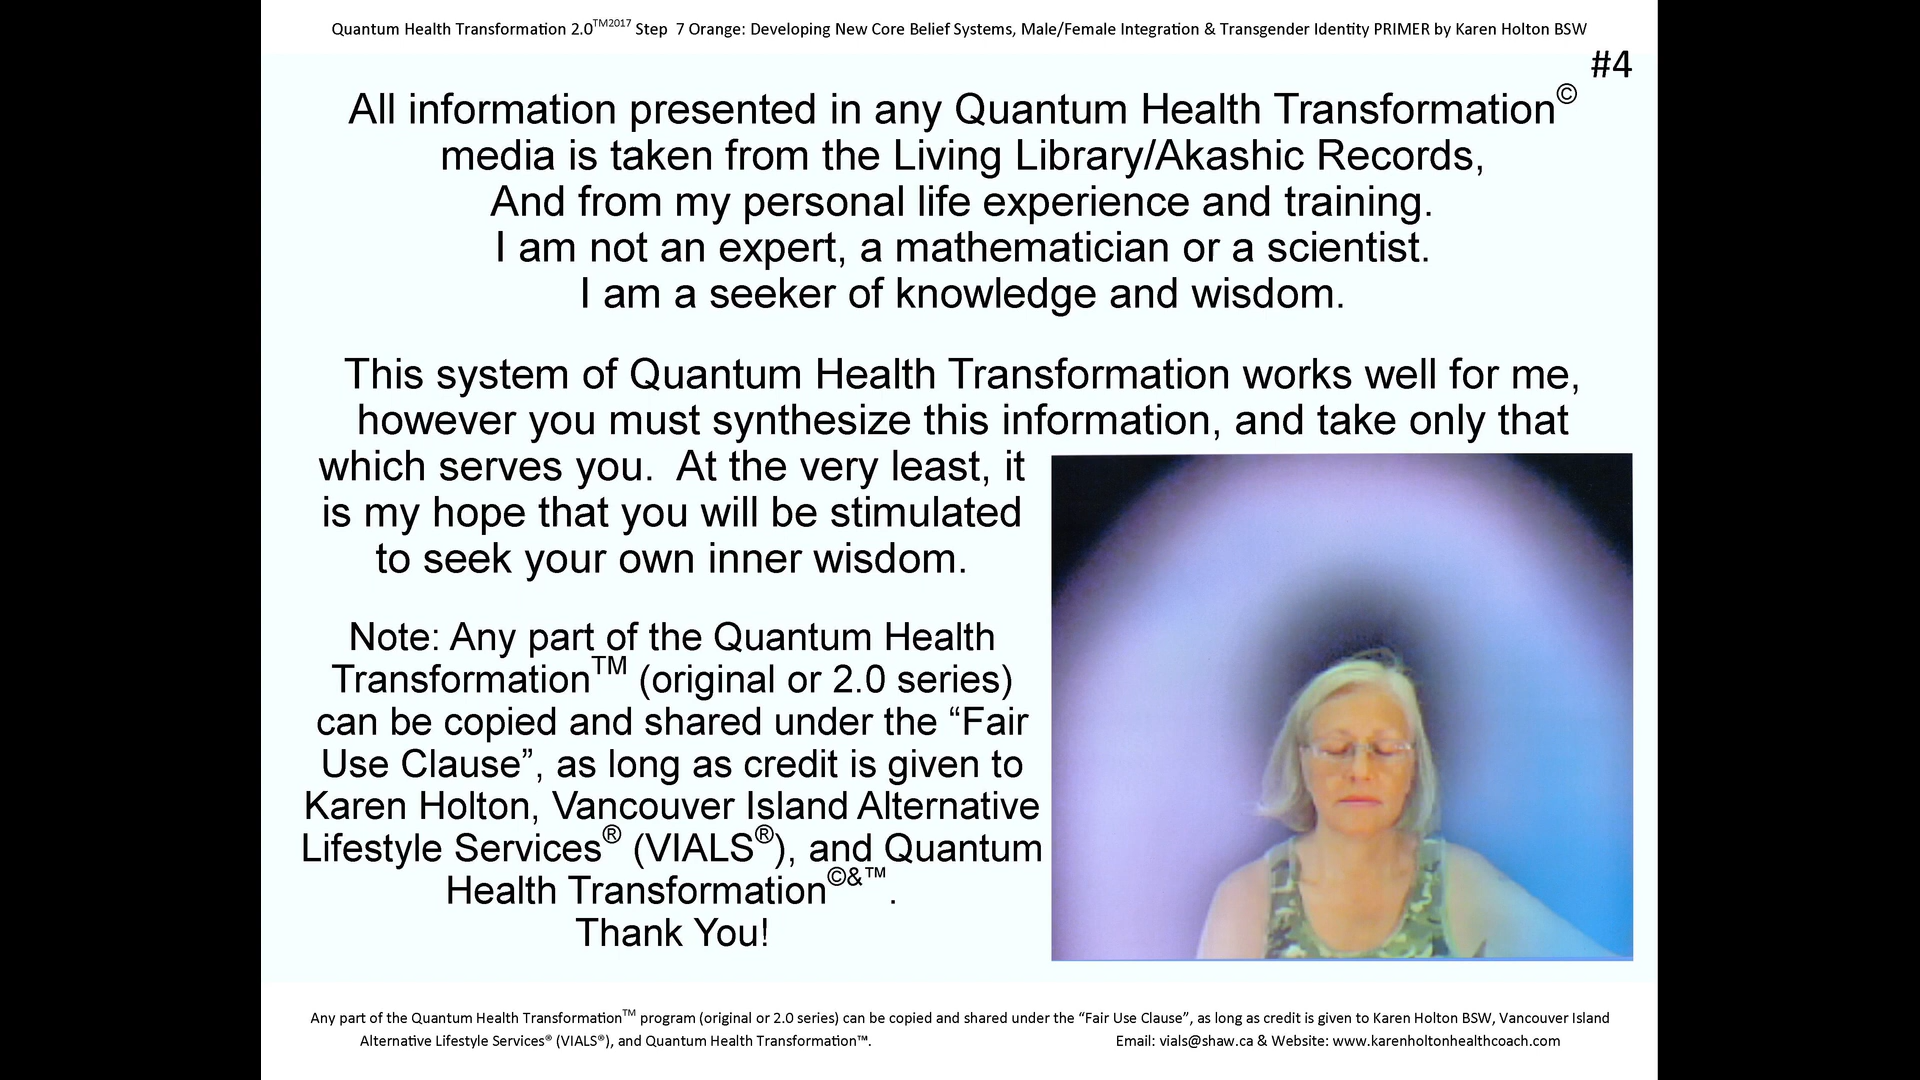 Quantum Health Transformation 2.0TM2017 Step  7 Orange: Developing New Core Belief Systems, Male/Female Integration & Transgender Identity PRIMER by Karen Holton BSW
#4
All information presented in any Quantum Health Transformation©
media is taken from the Living Library/Akashic Records,
And from my personal life experience and training.
I am not an expert, a mathematician or a scientist.
I am a seeker of knowledge and wisdom.
This system of Quantum Health Transformation works well for me,
however you must synthesize this information, and take only that
which serves you.  At the very least, it
is my hope that you will be stimulated
to seek your own inner wisdom.
Note: Any part of the Quantum Health
TransformationTM (original or 2.0 series)
can be copied and shared under the “Fair
Use Clause”, as long as credit is given to
Karen Holton, Vancouver Island Alternative
Lifestyle Services® (VIALS®), and Quantum
Health Transformation©&™.
Thank You!
Any part of the Quantum Health TransformationTM program (original or 2.0 series) can be copied and shared under the “Fair Use Clause”, as long as credit is given to Karen Holton BSW, Vancouver Island
Alternative Lifestyle Services® (VIALS®), and Quantum Health Transformation™. Email: vials@shaw.ca & Website: www.karenholtonhealthcoach.com